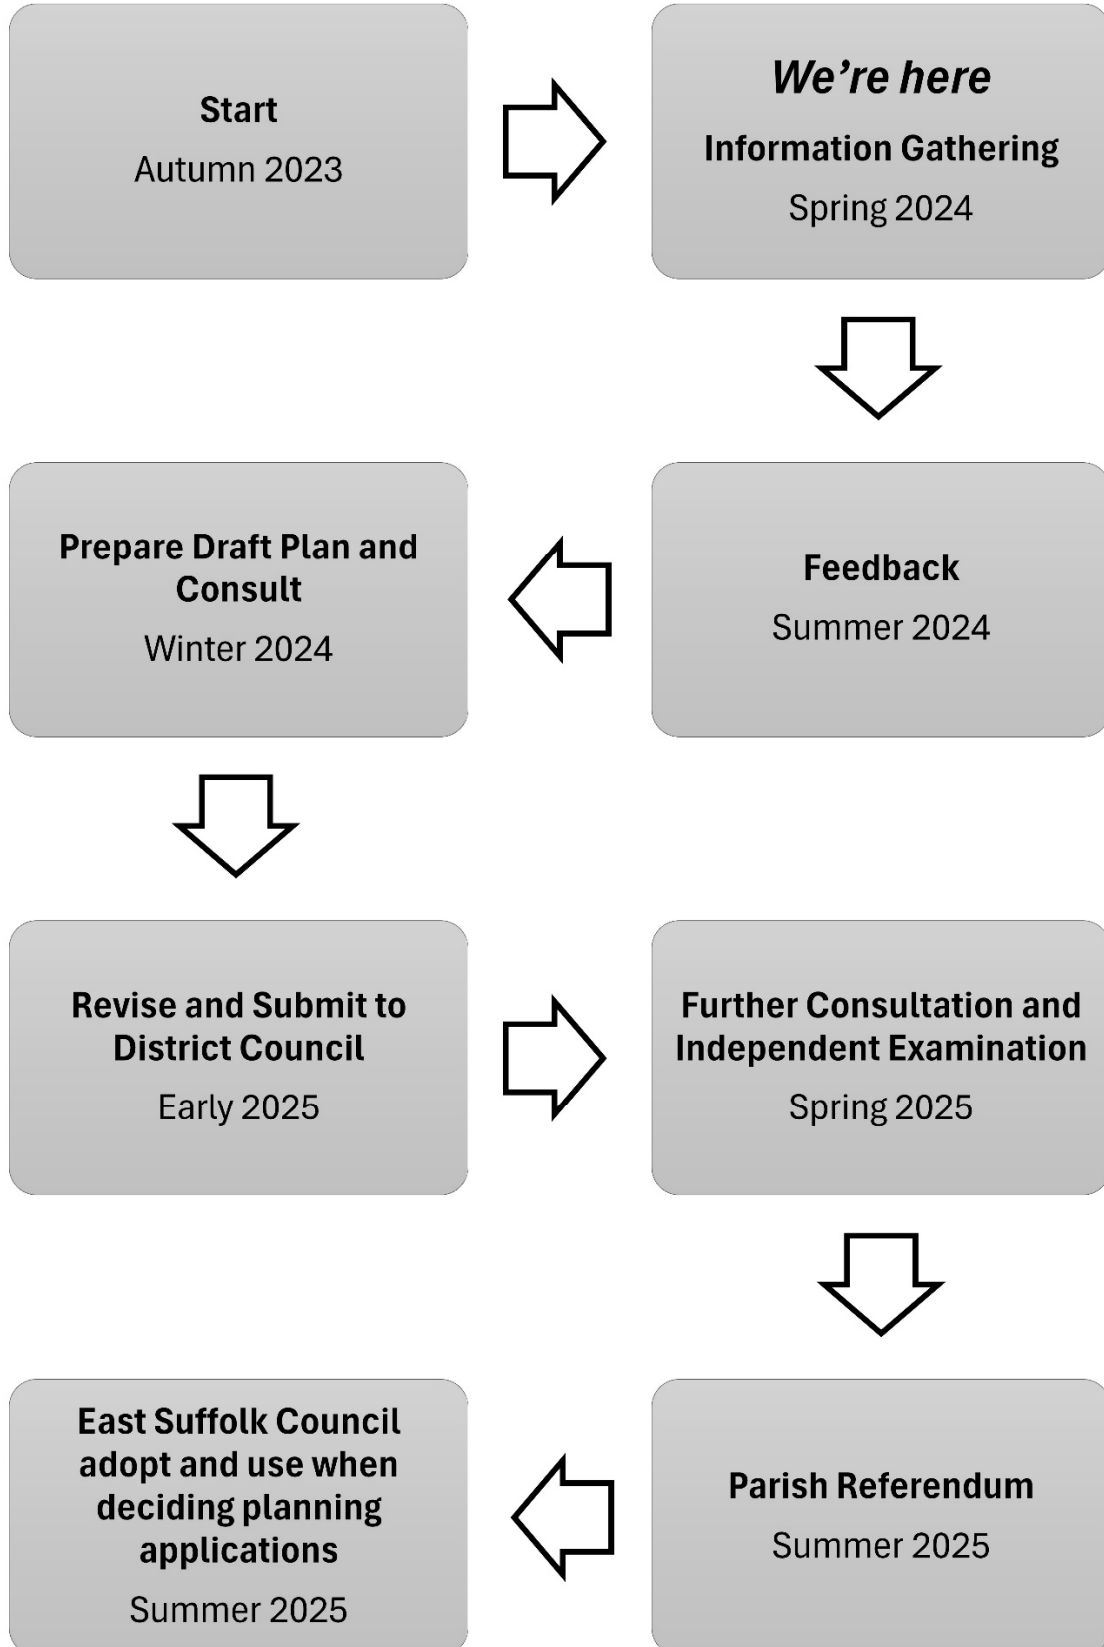 Start
Autumn 2023
We’re here
Information Gathering
Spring 2024
Feedback
Summer 2024
Prepare Draft Plan and
Consult
Winter 2024
Revise and Submit to
District Council
Early 2025
Further Consultation and
Independent Examination
Spring 2025
Parish Referendum
Summer 2025
East Suffolk Council
adopt and use when
deciding planning
applications
Summer 2025